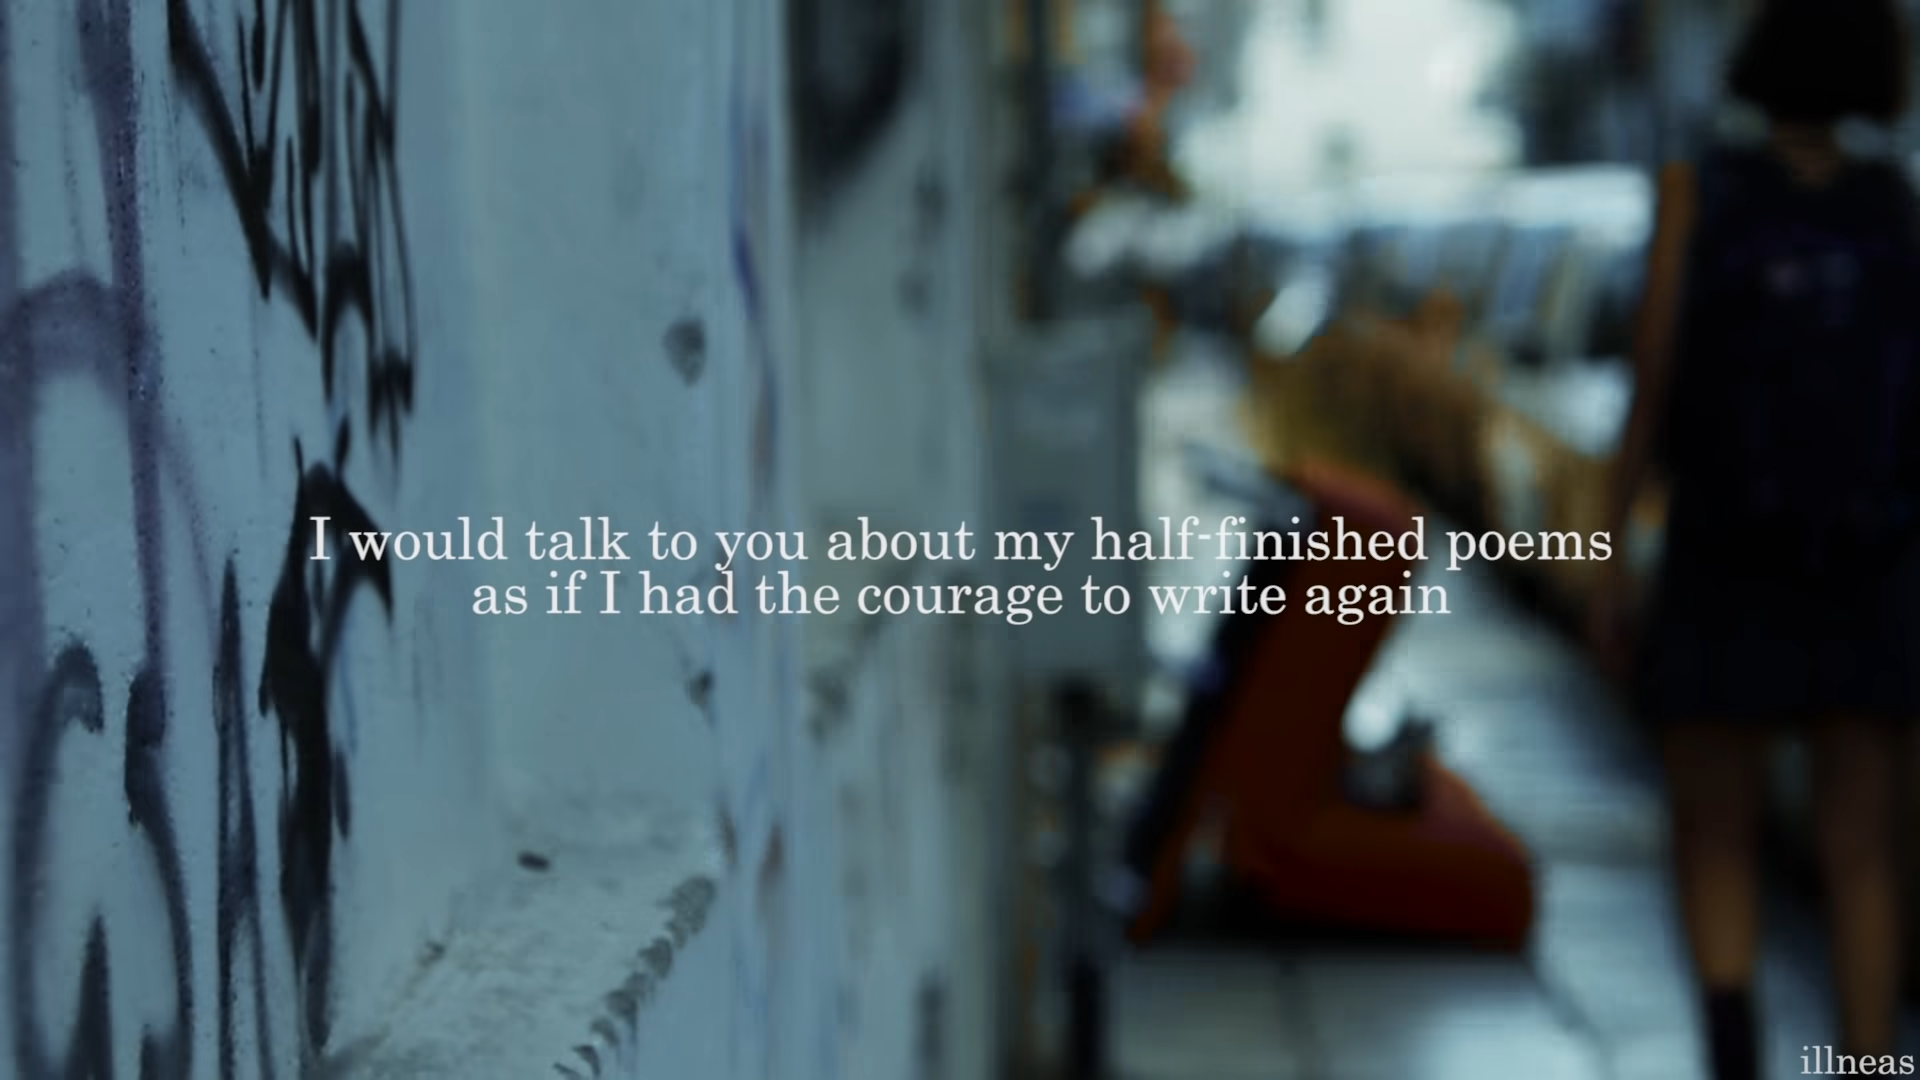 I would talk to you about my half-finished poems
as if I had the courage to write again
illneas